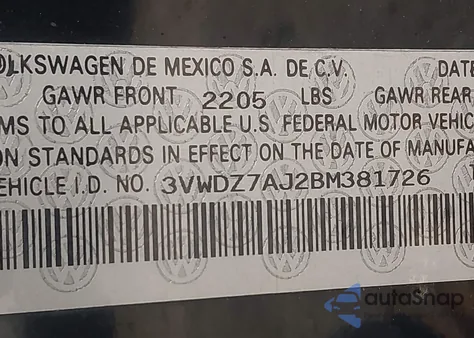 OLKSWAGEN DE MEXICO S.A. DE C.V. DATE
GAWR FRONT 2205 LBS GAWR REAR
MS TO ALL APPLICABLE U.S. FEDERAL MOTOR VEHIC
ON STANDARDS IN EFFECT ON THE DATE OF MANUFA
EHICLE I.D. NO. 3VWDZ7AJ2BM381726 T
autoSnap